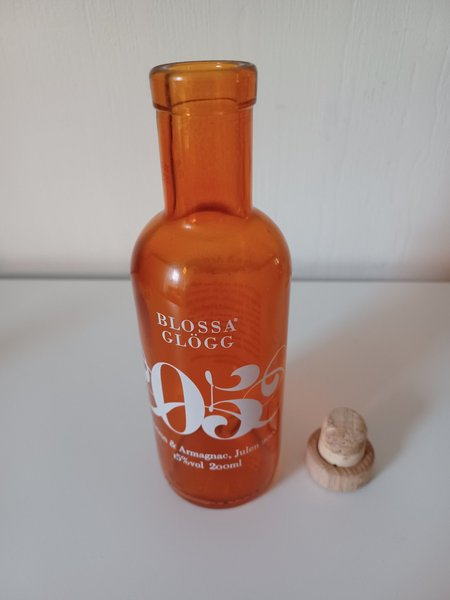 BLOSSA®
GLÖGG
05
& Armagnac, Julen
15%vol 200ml